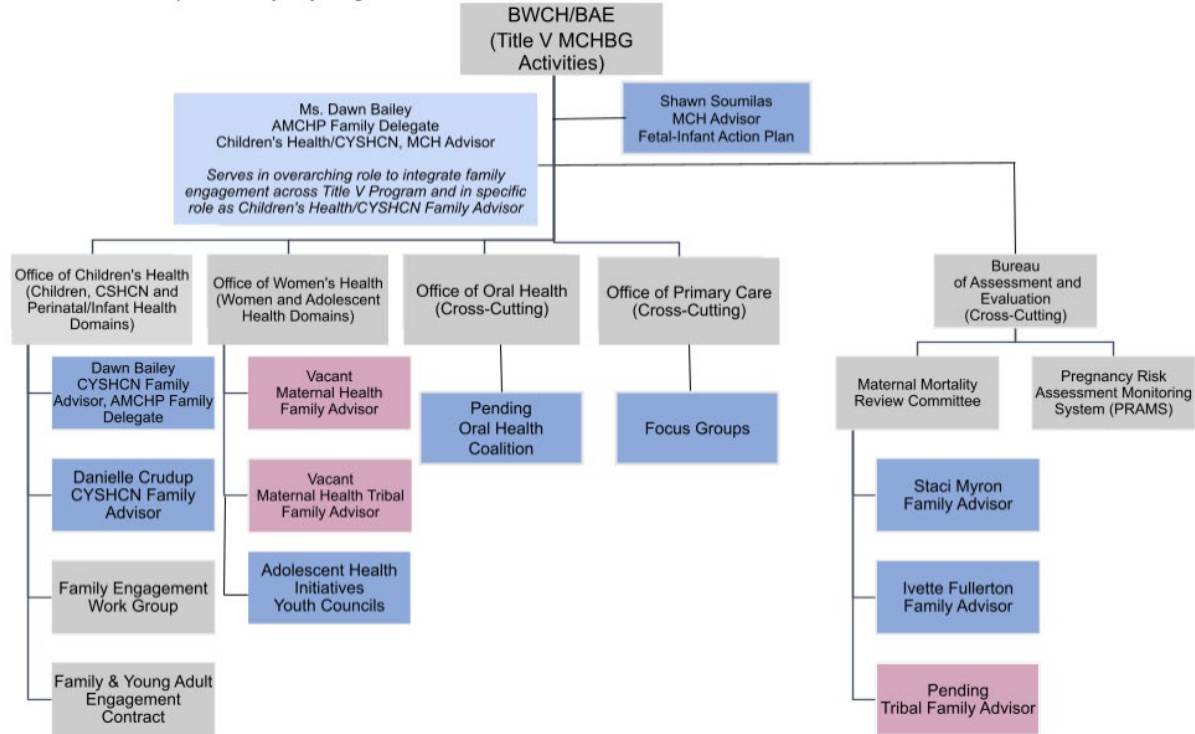 BWCH/BAE
(Title V MCHBG
Activities)
Ms. Dawn Bailey
AMCHP Family Delegate
Children's Health/CYSHCN, MCH Advisor
Serves in overarching role to integrate family
engagement across Title V Program and in specific
role as Children's Health/CYSHCN Family Advisor
Shawn Soumilas
MCH Advisor
Fetal-Infant Action Plan
Office of Children's Health
(Children, CSHCN and
Perinatal/Infant Health
Domains)
Office of Women's Health
(Women and Adolescent
Health Domains)
Office of Oral Health
(Cross-Cutting)
Office of Primary Care
(Cross-Cutting)
Bureau
of Assessment and
Evaluation
(Cross-Cutting)
Dawn Bailey
CYSHCN Family
Advisor, AMCHP Family
Delegate
Danielle Crudup
CYSHCN Family
Advisor
Family Engagement
Work Group
Family & Young Adult
Engagement
Contract
Vacant
Maternal Health
Family Advisor
Vacant
Maternal Health Tribal
Family Advisor
Adolescent Health
Initiatives
Youth Councils
Pending
Oral Health
Coalition
Focus Groups
Maternal Mortality
Review Committee
Pregnancy Risk
Assessment Monitoring
System (PRAMS)
Staci Myron
Family Advisor
Ivette Fullerton
Family Advisor
Pending
Tribal Family Advisor